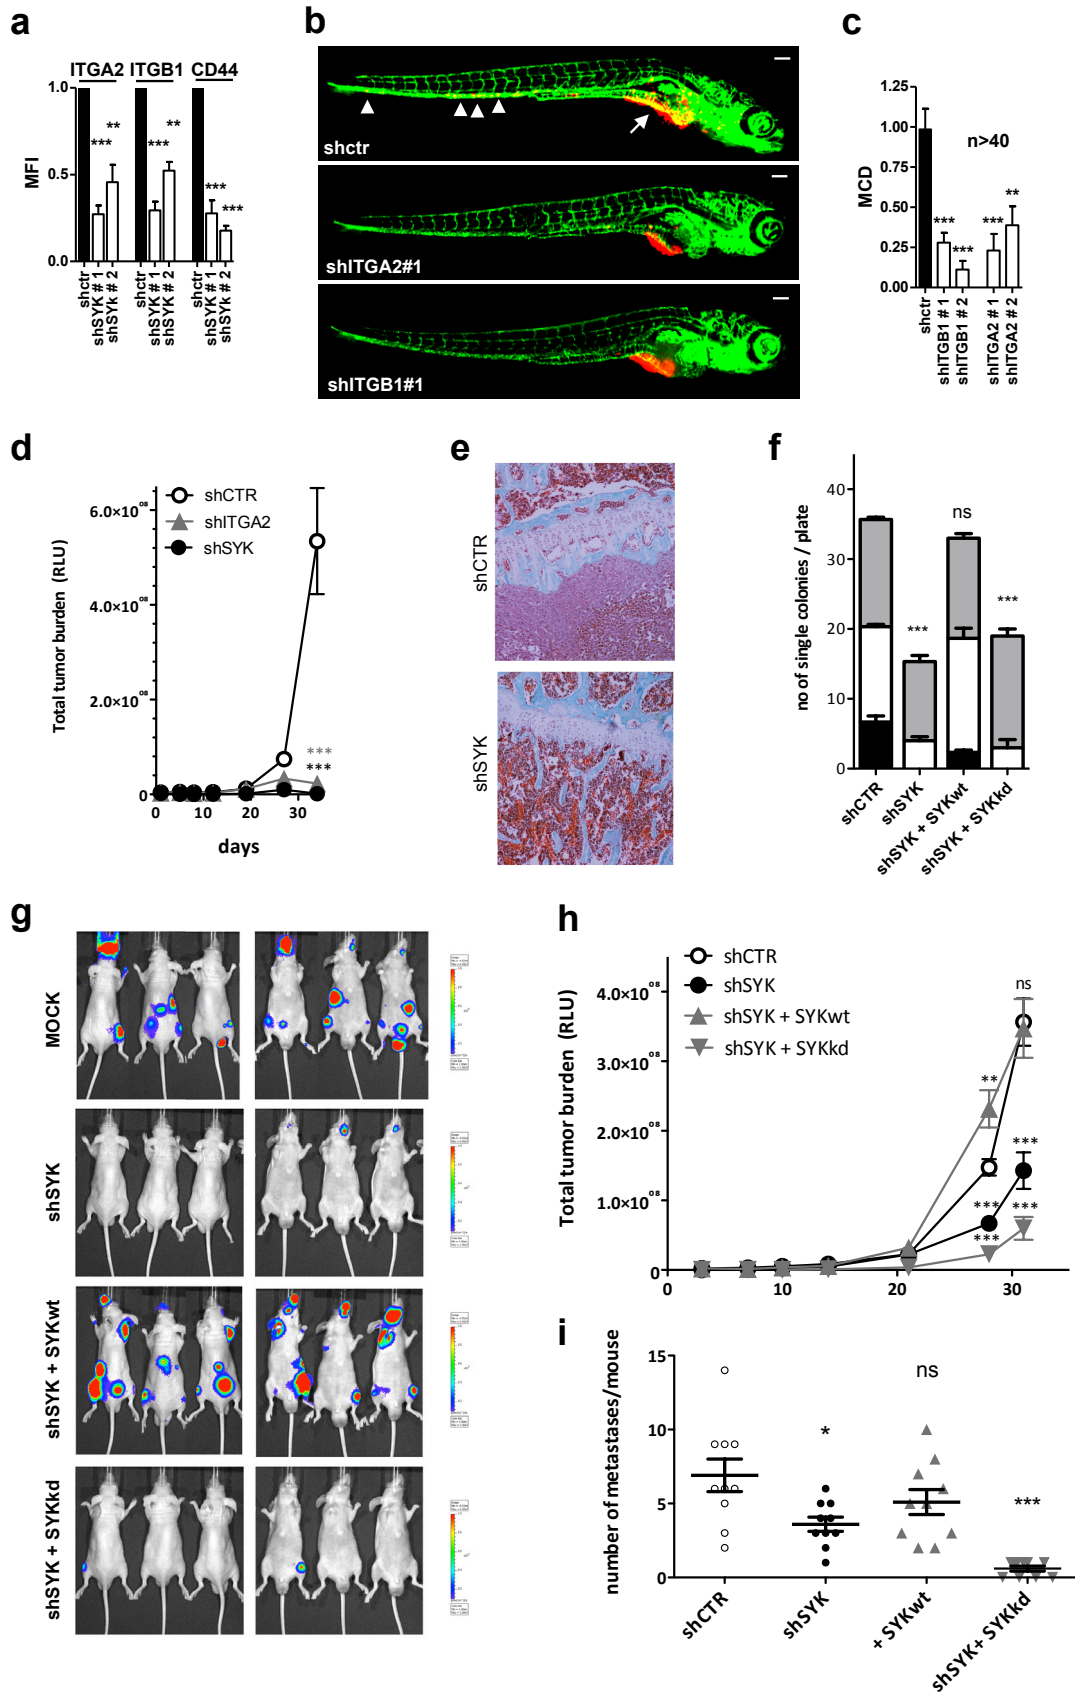 a
ITGA2 ITGB1 CD44
1.0
0.5
0.0
MFI
** **
*** *** *** ***
shctr
shSYK # 1
shSYk # 2
shctr
shSYK # 1
shSYK # 2
shctr
shSYK # 1
shSYk # 2
b
shctr
shITGA2#1
shITGB1#1
c
MCD
1.25
1.00
0.75
0.50
0.25
0.00
n>40
*** *** *** **
shctr
shITGB1 # 1
shITGB1 # 2
shITGA2 # 1
shITGA2 # 2
d
Total tumor burden (RLU)
6.0×10⁰⁸
4.0×10⁰⁸
2.0×10⁰⁸
0
shCTR
shITGA2
shSYK
***
***
0 10 20 30
days
e
shCTR
shSYK
f
no of single colonies / plate
40
30
20
10
0
ns
***
***
shCTR
shSYK
shSYK + SYKwt
shSYK + SYKkd
g
MOCK
shSYK
shSYK + SYKwt
shSYK + SYKkd
h
shCTR
shSYK
shSYK + SYKwt
shSYK + SYKkd
Total tumor burden (RLU)
4.0×10⁰⁸
3.0×10⁰⁸
2.0×10⁰⁸
1.0×10⁰⁸
0
ns
**
***
***
***
***
0 10 20 30
i
number of metastases/mouse
15
10
5
0
*
ns
***
shCTR
shSYK
+ SYKwt
shSYK+ SYKkd